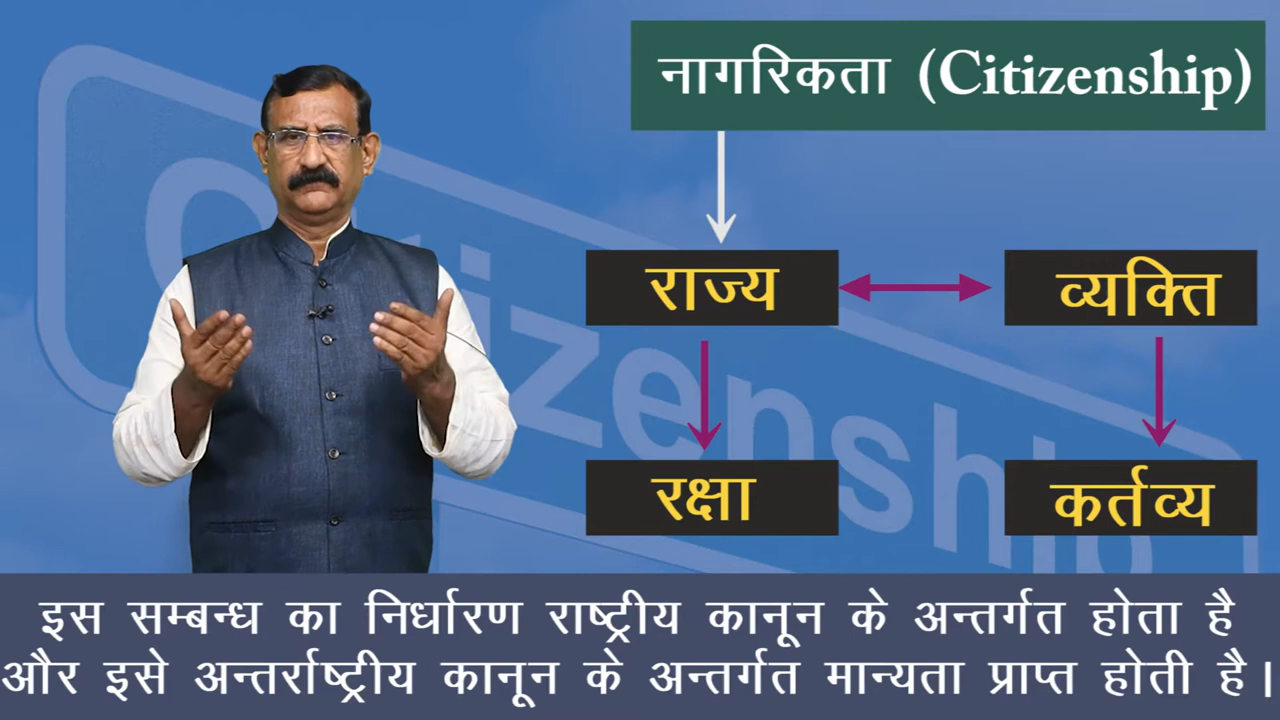 नागरिकता (Citizenship)
राज्य
व्यक्ति
रक्षा
कर्तव्य
Citizenship
इस सम्बन्ध का निर्धारण राष्ट्रीय कानून के अन्तर्गत होता है
और इसे अन्तर्राष्ट्रीय कानून के अन्तर्गत मान्यता प्राप्त होती है।